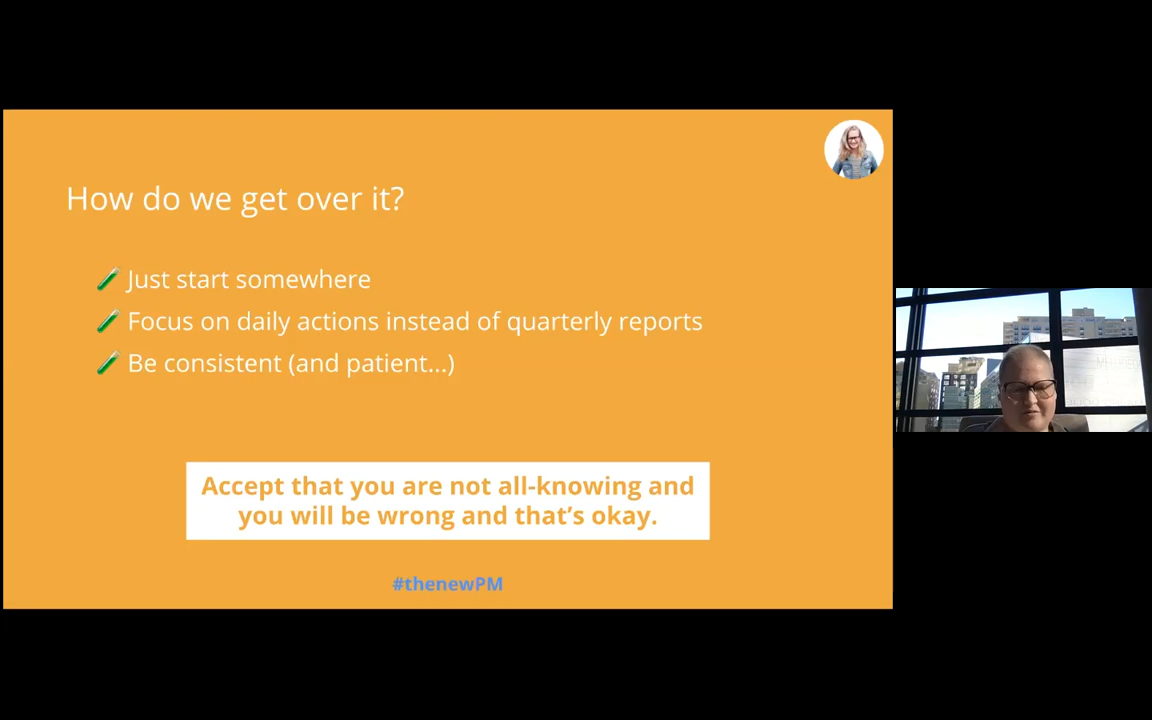 How do we get over it?
Just start somewhere
Focus on daily actions instead of quarterly reports
Be consistent (and patient...)
Accept that you are not all-knowing and
you will be wrong and that's okay.
#thenewPM